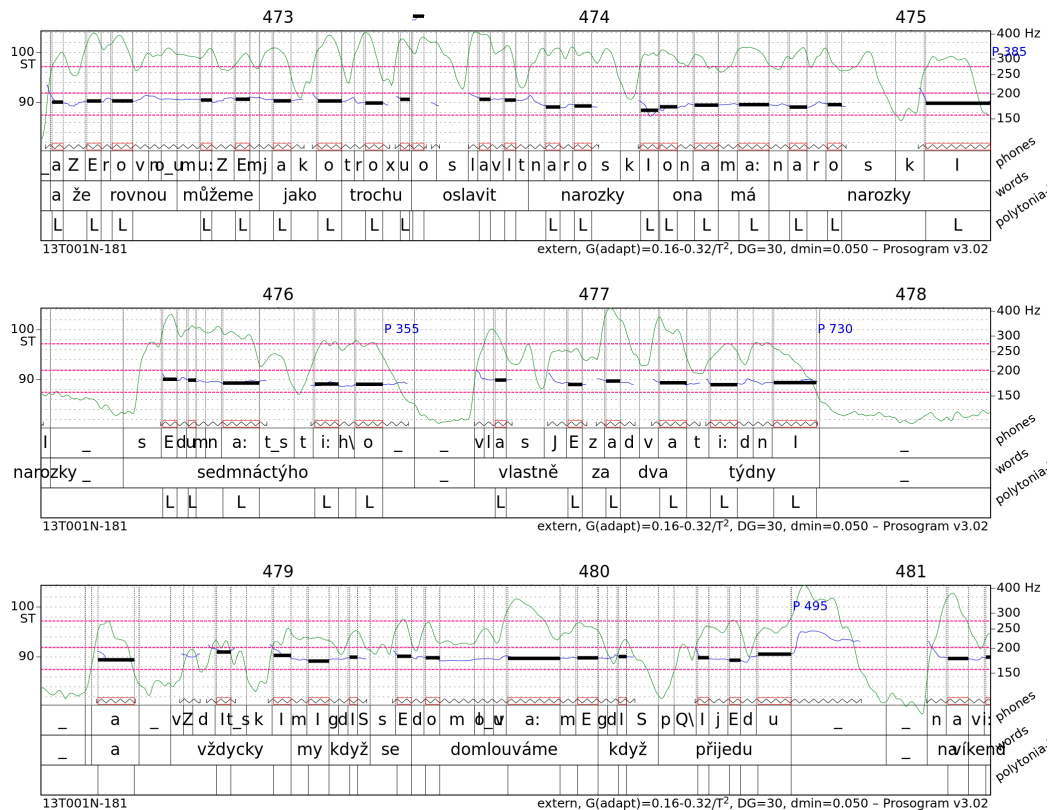 473 474 475
100 400 Hz
ST P 385 300
250
90 200
150
_ a Z E r o v n o_u m u: Z E m j a k o t r o x u o s l a v I t n a r o s k I o n a m a: n a r o s k I phones
a že rovnou můžeme jako trochu oslavit narozky ona má narozky words
L L L L L L L L L L L L L L L L L L L polytonia-
13T001N-181 extern, G(adapt)=0.16-0.32/T², DG=30, dmin=0.050 – Prosogram v3.02
476 477 478
100 P 355 P 730 400 Hz
ST 300
250
90 200
150
I _ s E d u m n a: t_s t i: h\ o _ _ v l a s J E z a d v a t i: d n I _ phones
narozky _ sedmnáctýho _ vlastně za dva týdny _ words
L L L L L L L L L L L polytonia-
13T001N-181 extern, G(adapt)=0.16-0.32/T², DG=30, dmin=0.050 – Prosogram v3.02
479 480 481
100 P 495 400 Hz
ST 300
250
90 200
150
_ a _ v Z d I t_s k I m I g d I S s E d o m l o_u v a: m E g d I S p Q\ I j E d u _ _ n a v i: phones
_ a vždycky my když se domlouváme když přijedu _ na víkend words
polytonia-
13T001N-181 extern, G(adapt)=0.16-0.32/T², DG=30, dmin=0.050 – Prosogram v3.02